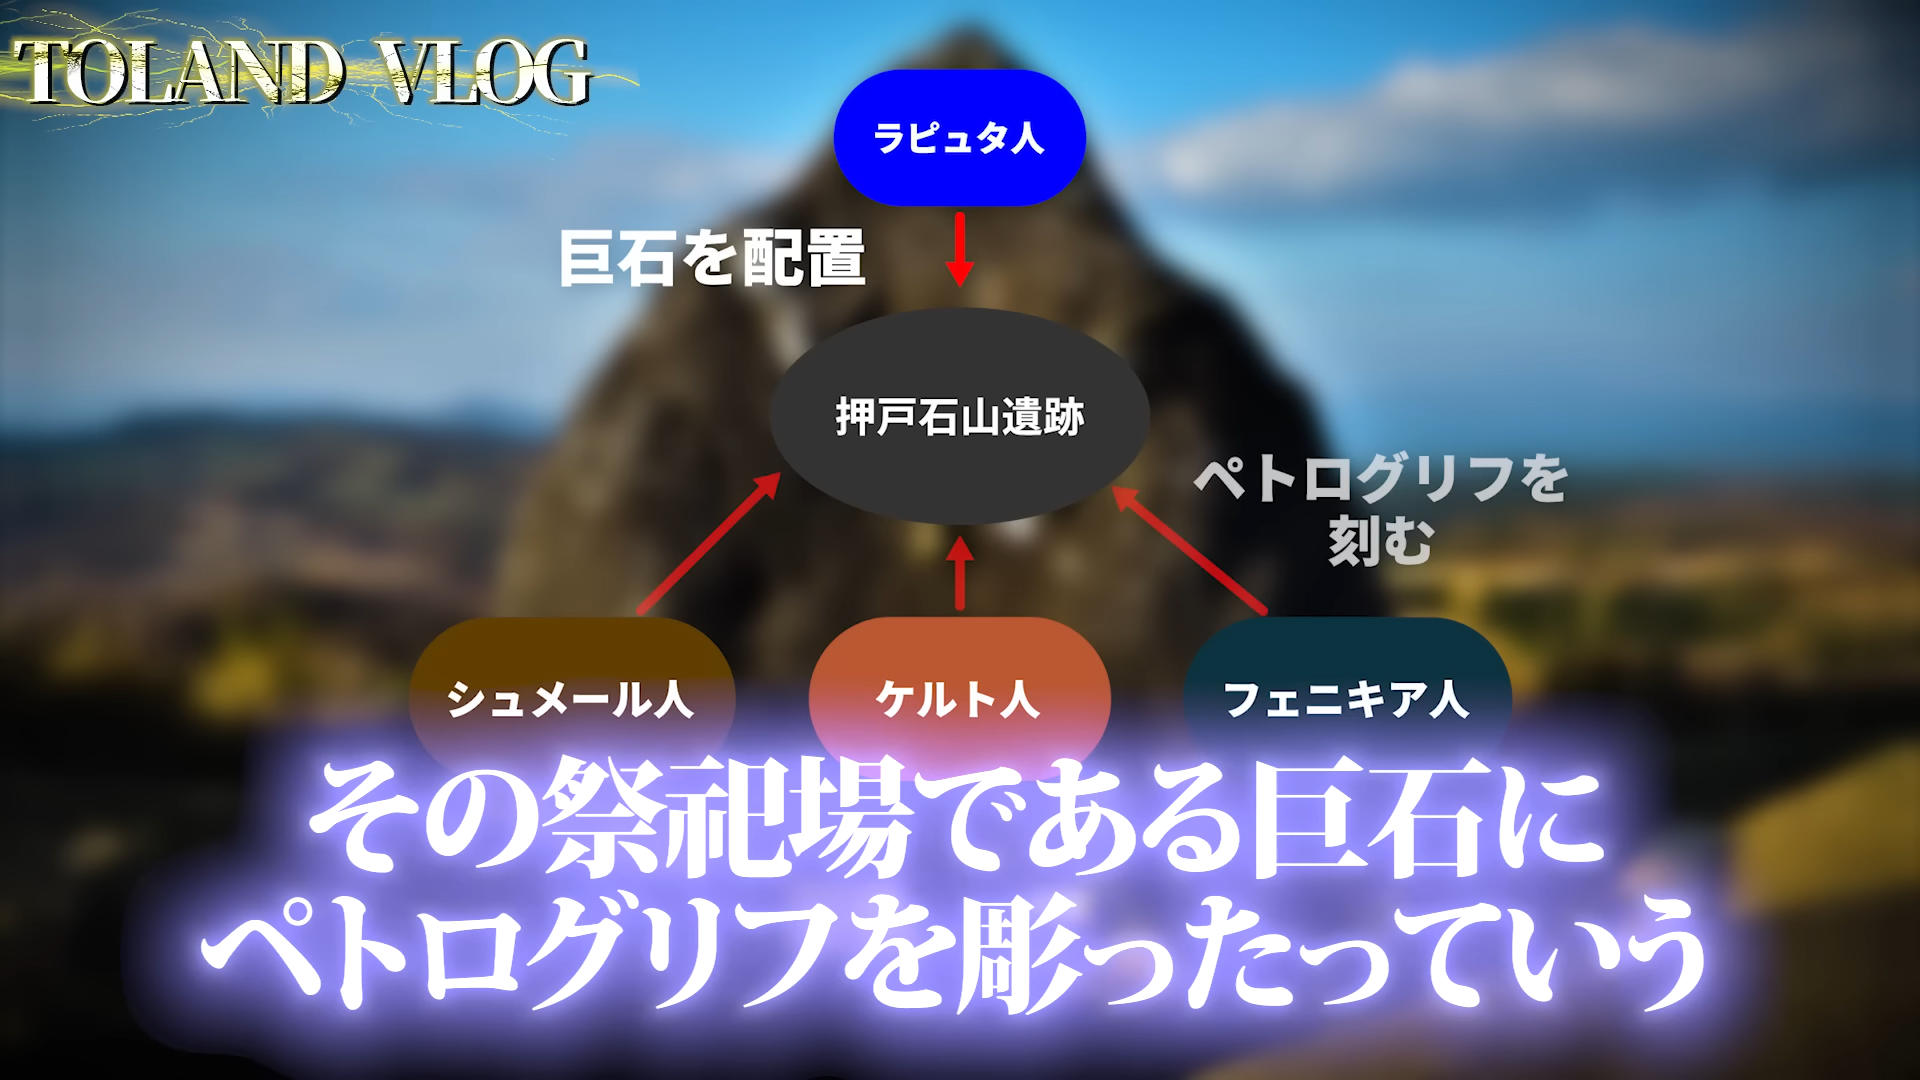 TOLAND VLOG
ラピュタ人
巨石を配置
押戸石山遺跡
ペトログリフを
刻む
シュメール人
ケルト人
フェニキア人
その祭祀場である巨石に
ペトログリフを彫ったっていう